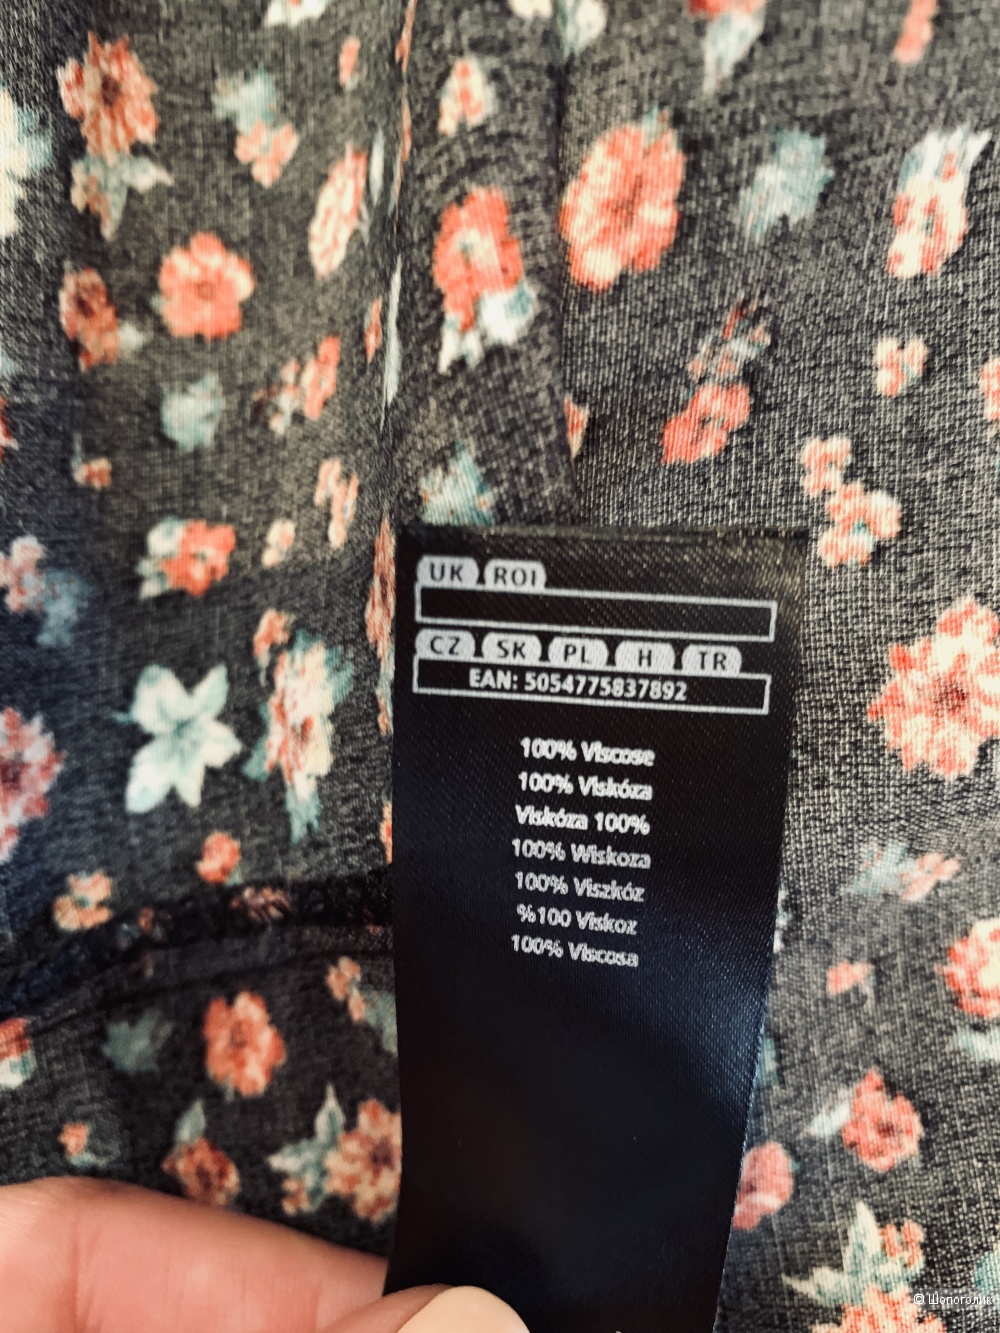 UK ROI
CZ SK PL H TR
EAN: 5054775837892
100% Viscose
100% Viskóza
Viskóza 100%
100% Wiskoza
100% Viszkóz
%100 Viskoz
100% Viscosa
© Шопоголик